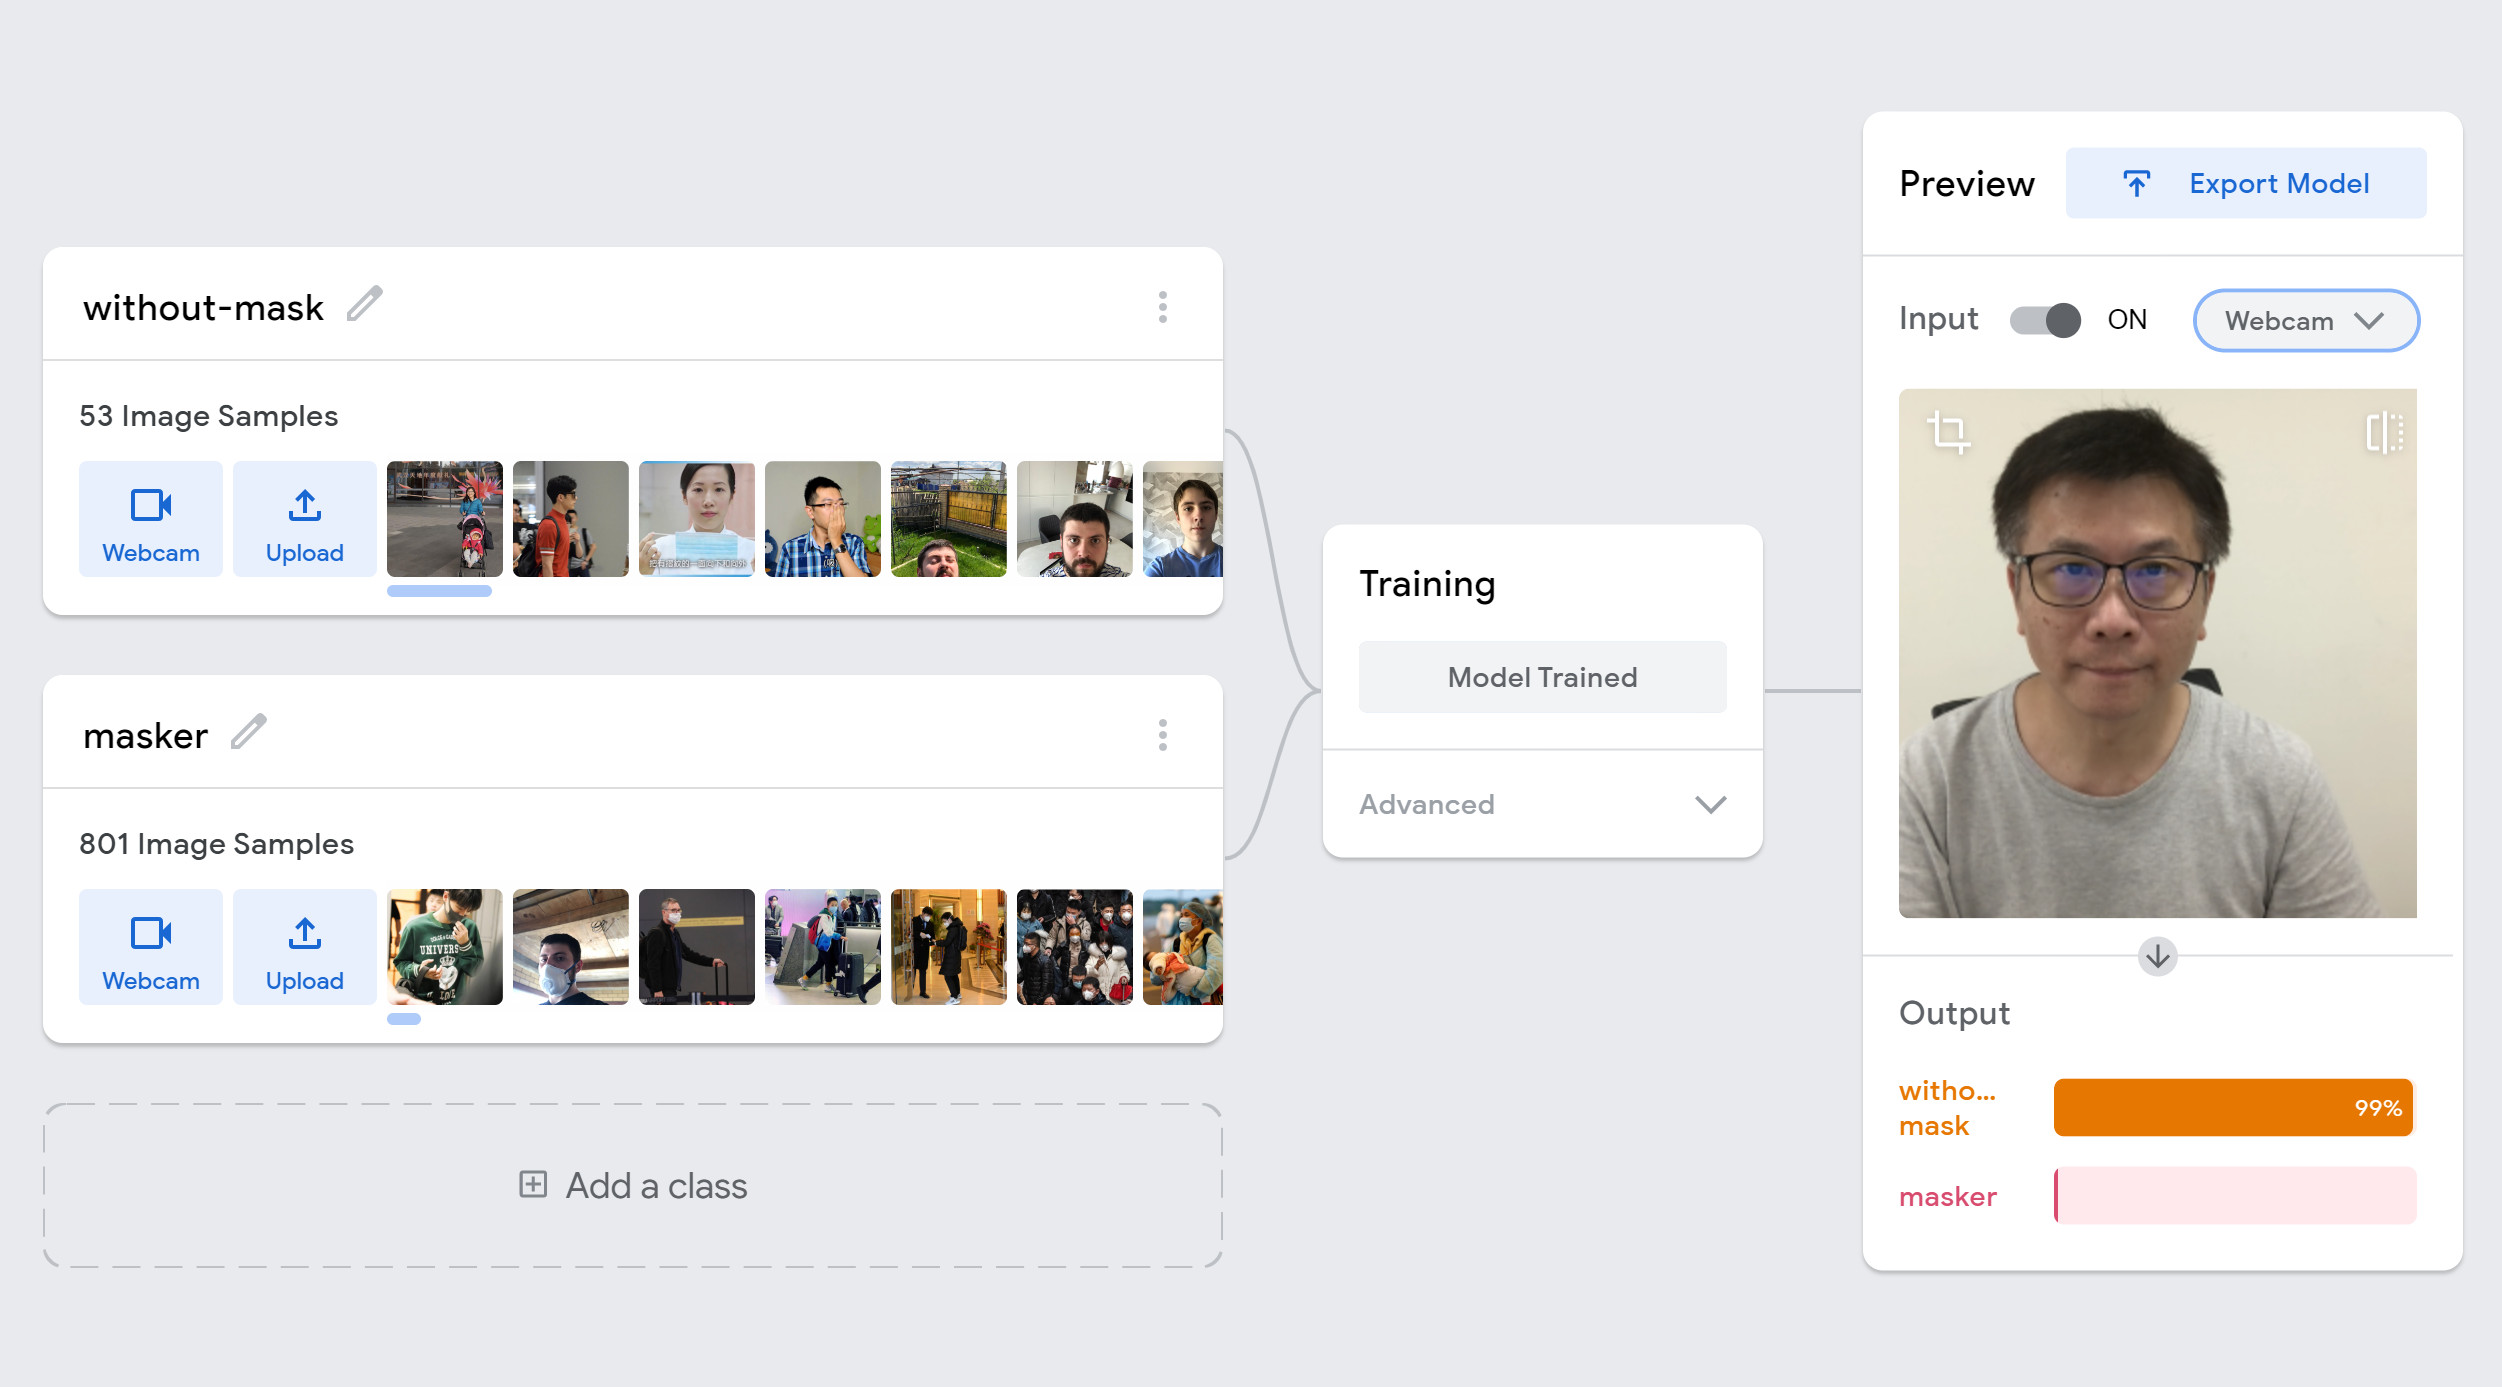 without-mask
53 Image Samples
Webcam
Upload
masker
801 Image Samples
Webcam
Upload
UNIVERS
Add a class
Training
Model Trained
Advanced
Preview
Export Model
Input
ON
Webcam
Output
witho...
mask
99%
masker